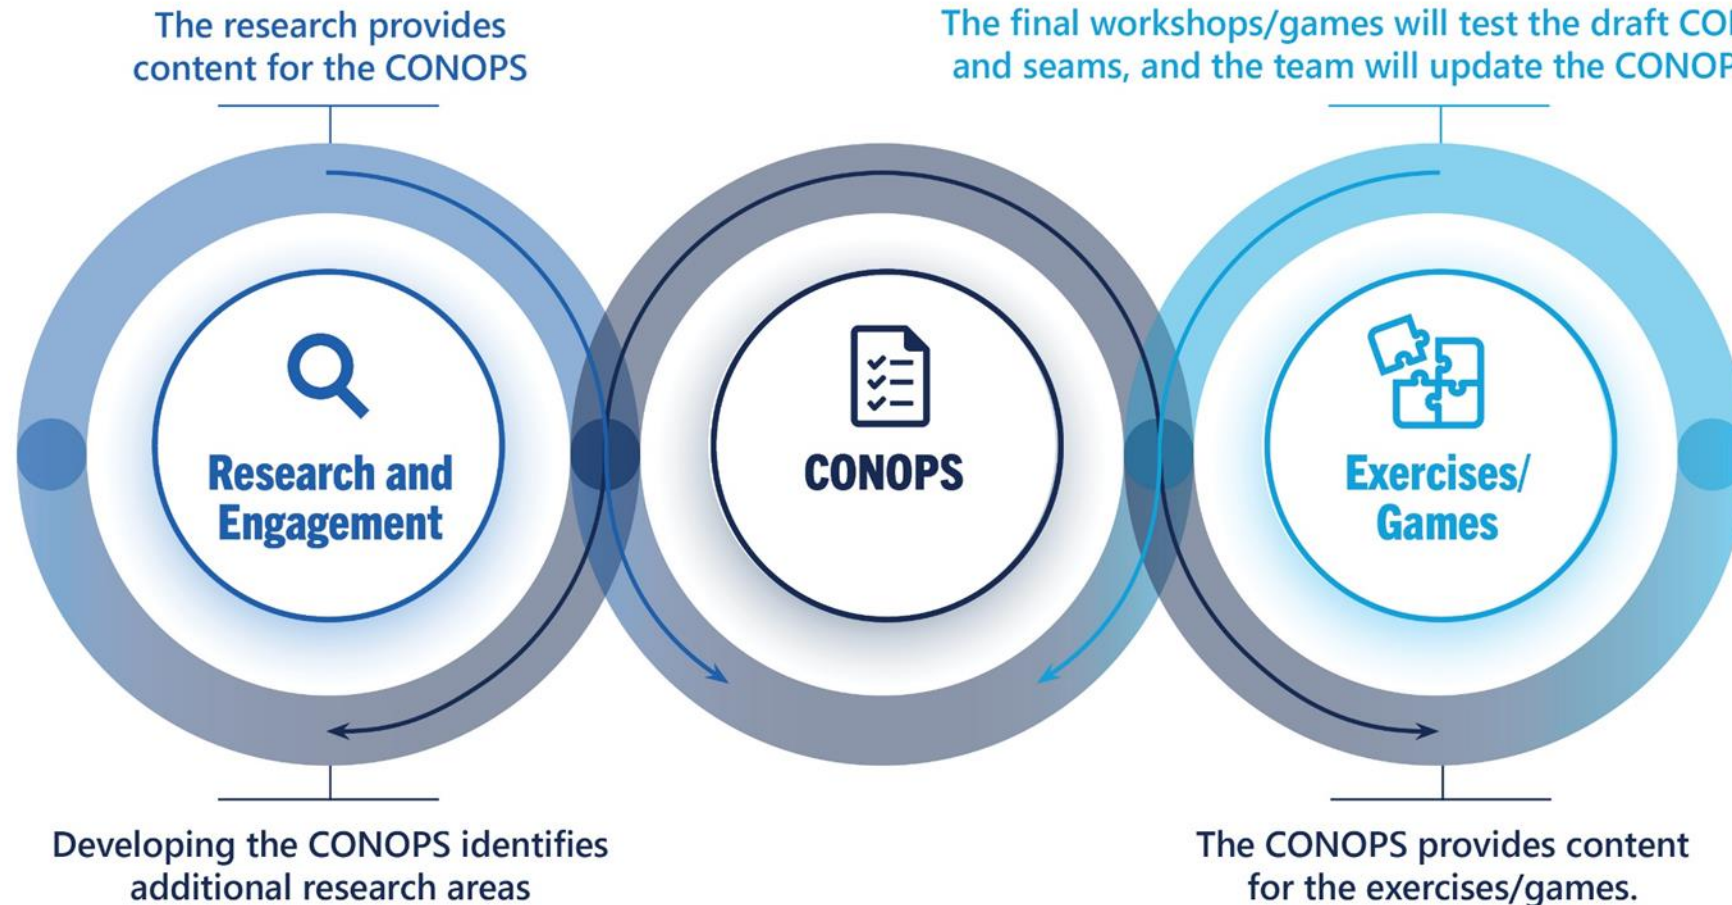 The research provides
content for the CONOPS
The final workshops/games will test the draft
and seams, and the team will update the
Research and
Engagement
CONOPS
Exercises/
Games
Developing the CONOPS identifies
additional research areas
The CONOPS provides content
for the exercises/games.